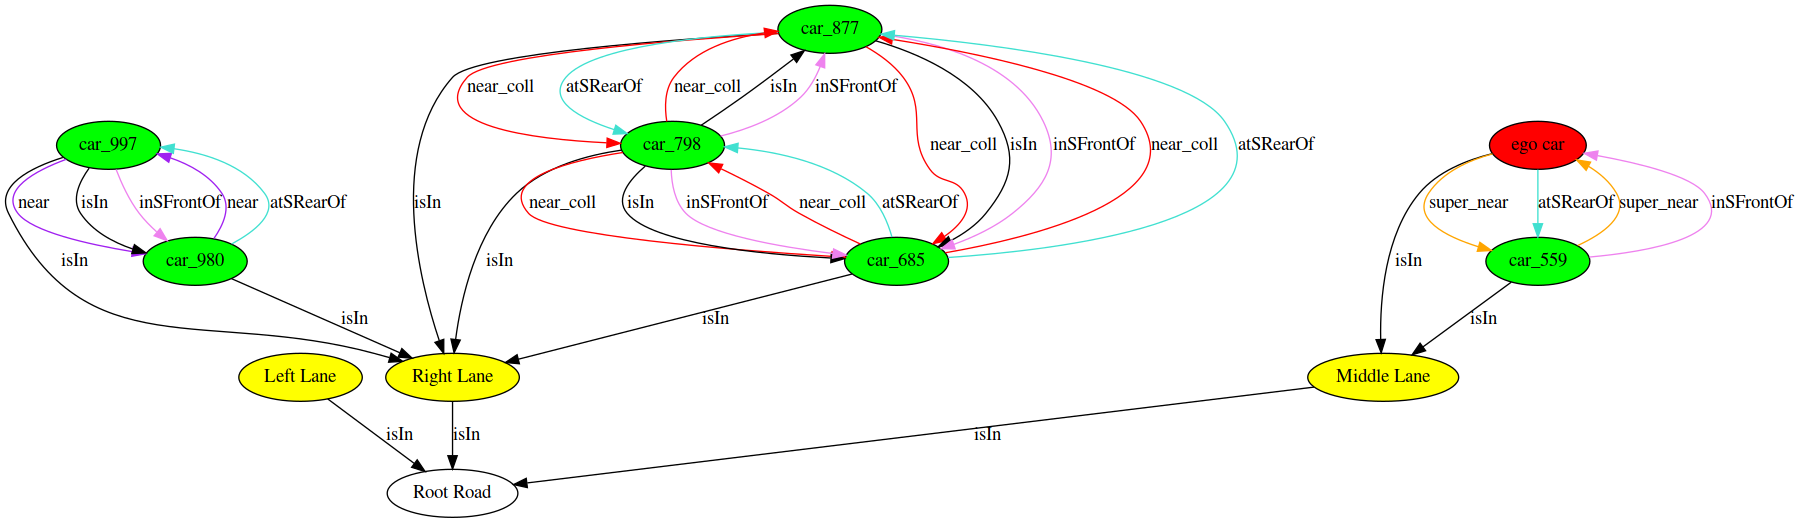 car_877
near_coll
atSRearOf
near_coll
isIn
inSFrontOf
car_997
car_798
near_coll
isIn
inSFrontOf
near_coll
atSRearOf
ego car
near
isIn
inSFrontOf
near
atSRearOf
isIn
near_coll
isIn
inSFrontOf
near_coll
atSRearOf
super_near
atSRearOf
super_near
inSFrontOf
isIn
car_980
isIn
car_685
isIn
car_559
isIn
isIn
isIn
Left Lane
Right Lane
Middle Lane
isIn
isIn
isIn
Root Road